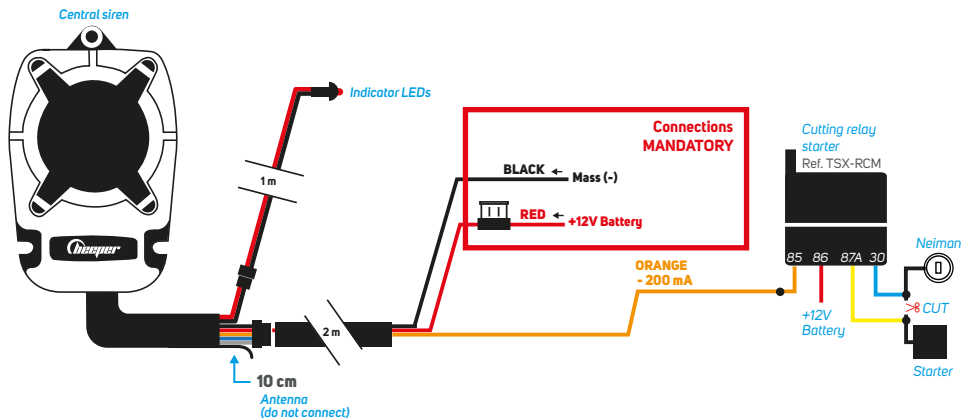 Central siren
beeper
Indicator LEDs
1 m
Connections
MANDATORY
BLACK ←
Mass (-)
RED ←
+12V Battery
Cutting relay
starter
Ref. TSX-RCM
85 86 87A 30
Neiman
ORANGE
- 200 mA
CUT
+12V
Battery
Starter
2 m
10 cm
Antenna
(do not connect)